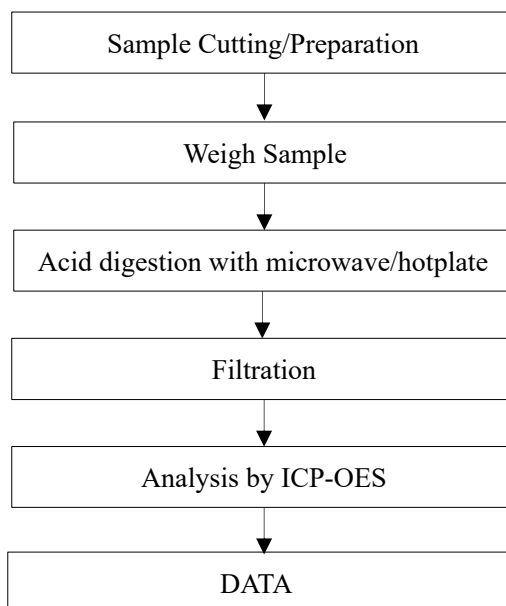 Sample Cutting/Preparation
Weigh Sample
Acid digestion with microwave/hotplate
Filtration
Analysis by ICP-OES
DATA